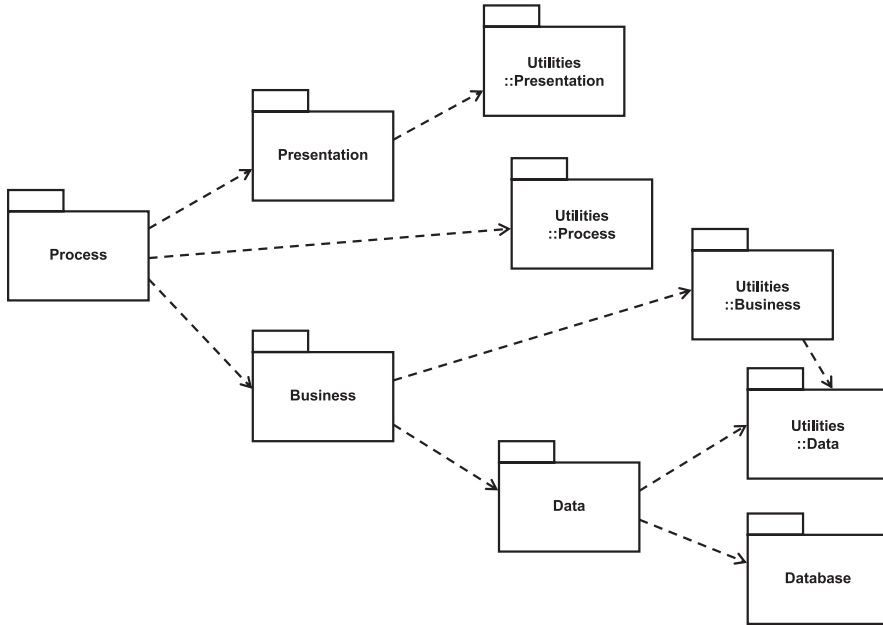 Utilities
::Presentation
Presentation
Utilities
::Process
Process
Utilities
::Business
Business
Utilities
::Data
Data
Database